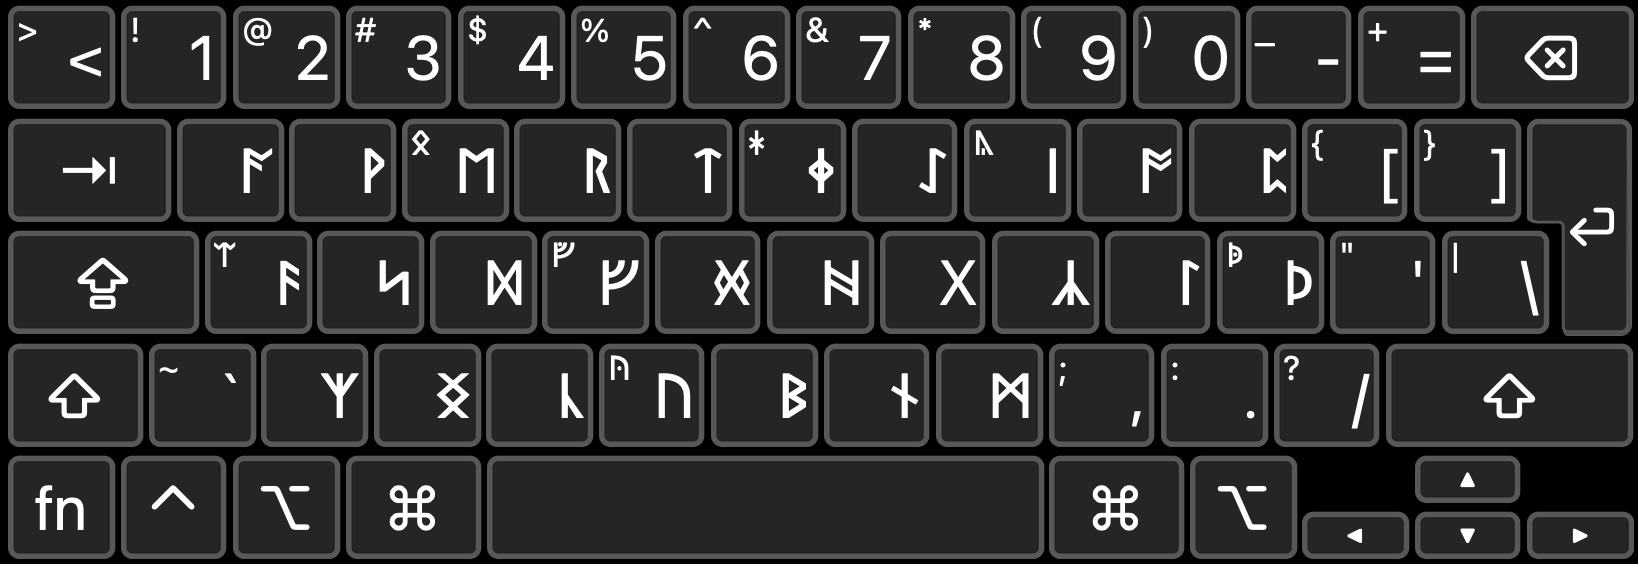 > < ! 1 @ 2 # 3 $ 4 % 5 ^ 6 & 7 * 8 ( 9 ) 0 _ - + =
ᚪ ᚹ ᛟ ᛖ ᚱ ᛏ ᛡ ᛄ ᛇ ᚣ ᛁ ᚩ ᛈ { [ } ]
ᛠ ᚫ ᛋ ᛞ ᚡ ᚠ ᚸ ᚻ ᚷ ᛣ ᛚ ᚧ ᚦ " ' | \
~ ` ᛉ ᛝ ᚳ ᚤ ᚢ ᛒ ᚾ ᛗ ; , : . ? /
fn